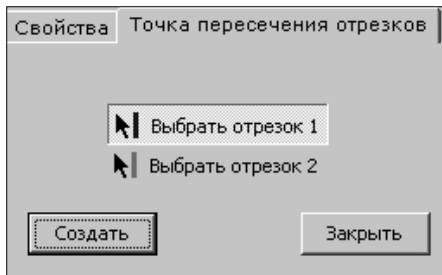 Свойства Точка пересечения отрезков
Выбрать отрезок 1
Выбрать отрезок 2
Создать Закрыть